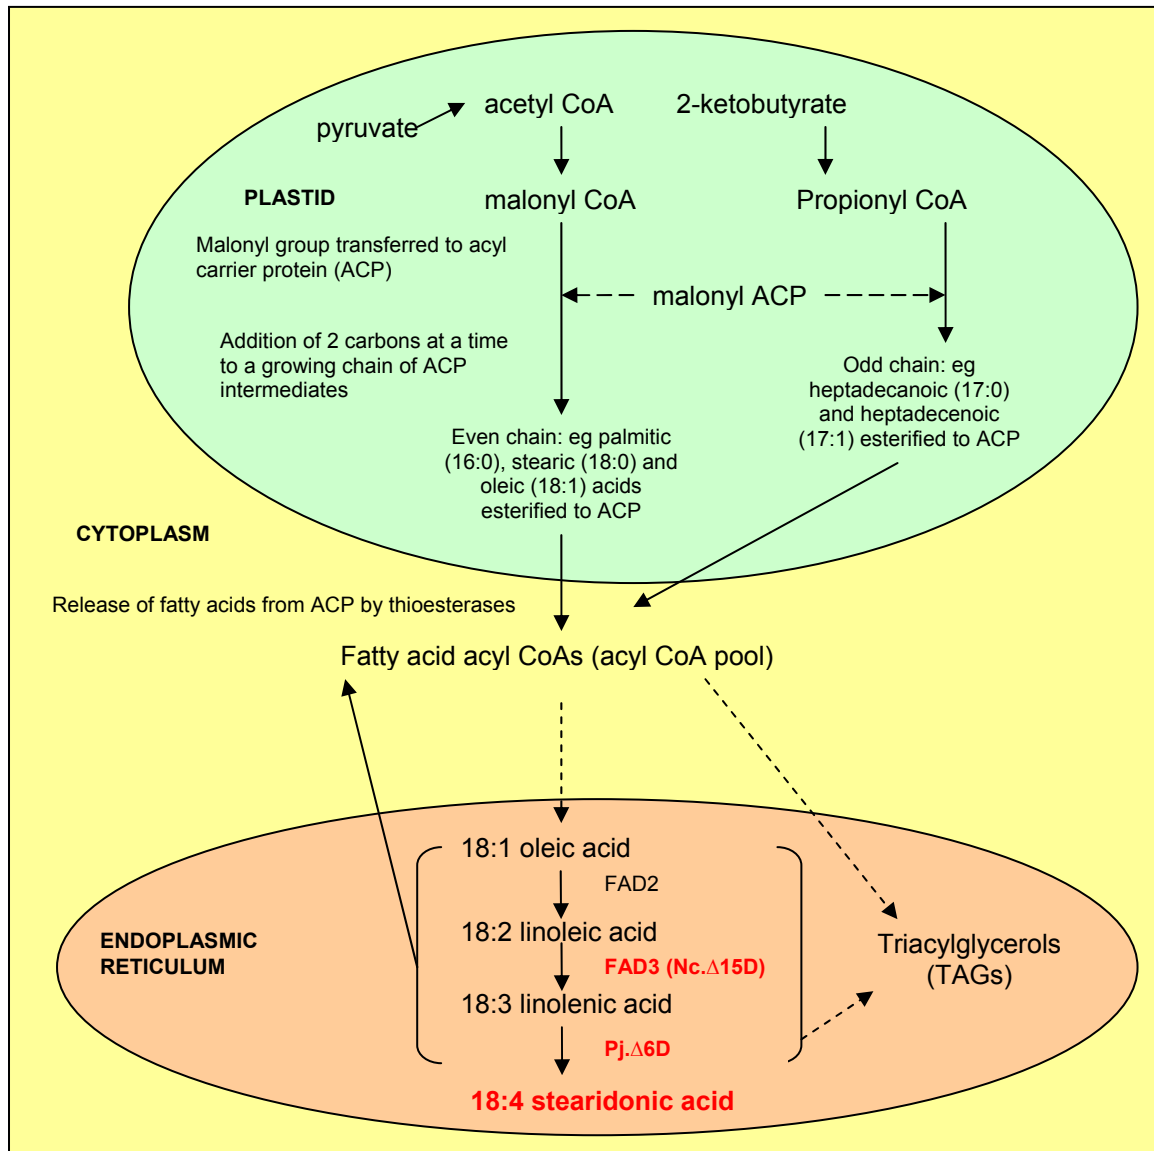 acetyl CoA
2-ketobutyrate
pyruvate
PLASTID
malonyl CoA
Propionyl CoA
Malonyl group transferred to acyl
carrier protein (ACP)
malonyl ACP
Addition of 2 carbons at a time
to a growing chain of ACP
intermediates
Odd chain: eg
heptadecanoic (17:0)
and heptadecenoic
(17:1) esterified to ACP
Even chain: eg palmitic
(16:0), stearic (18:0) and
oleic (18:1) acids
esterified to ACP
CYTOPLASM
Release of fatty acids from ACP by thioesterases
Fatty acid acyl CoAs (acyl CoA pool)
18:1 oleic acid
FAD2
18:2 linoleic acid
ENDOPLASMIC
RETICULUM
FAD3 (Nc.Δ15D)
Triacylglycerols
(TAGs)
18:3 linolenic acid
Pj.Δ6D
18:4 stearidonic acid